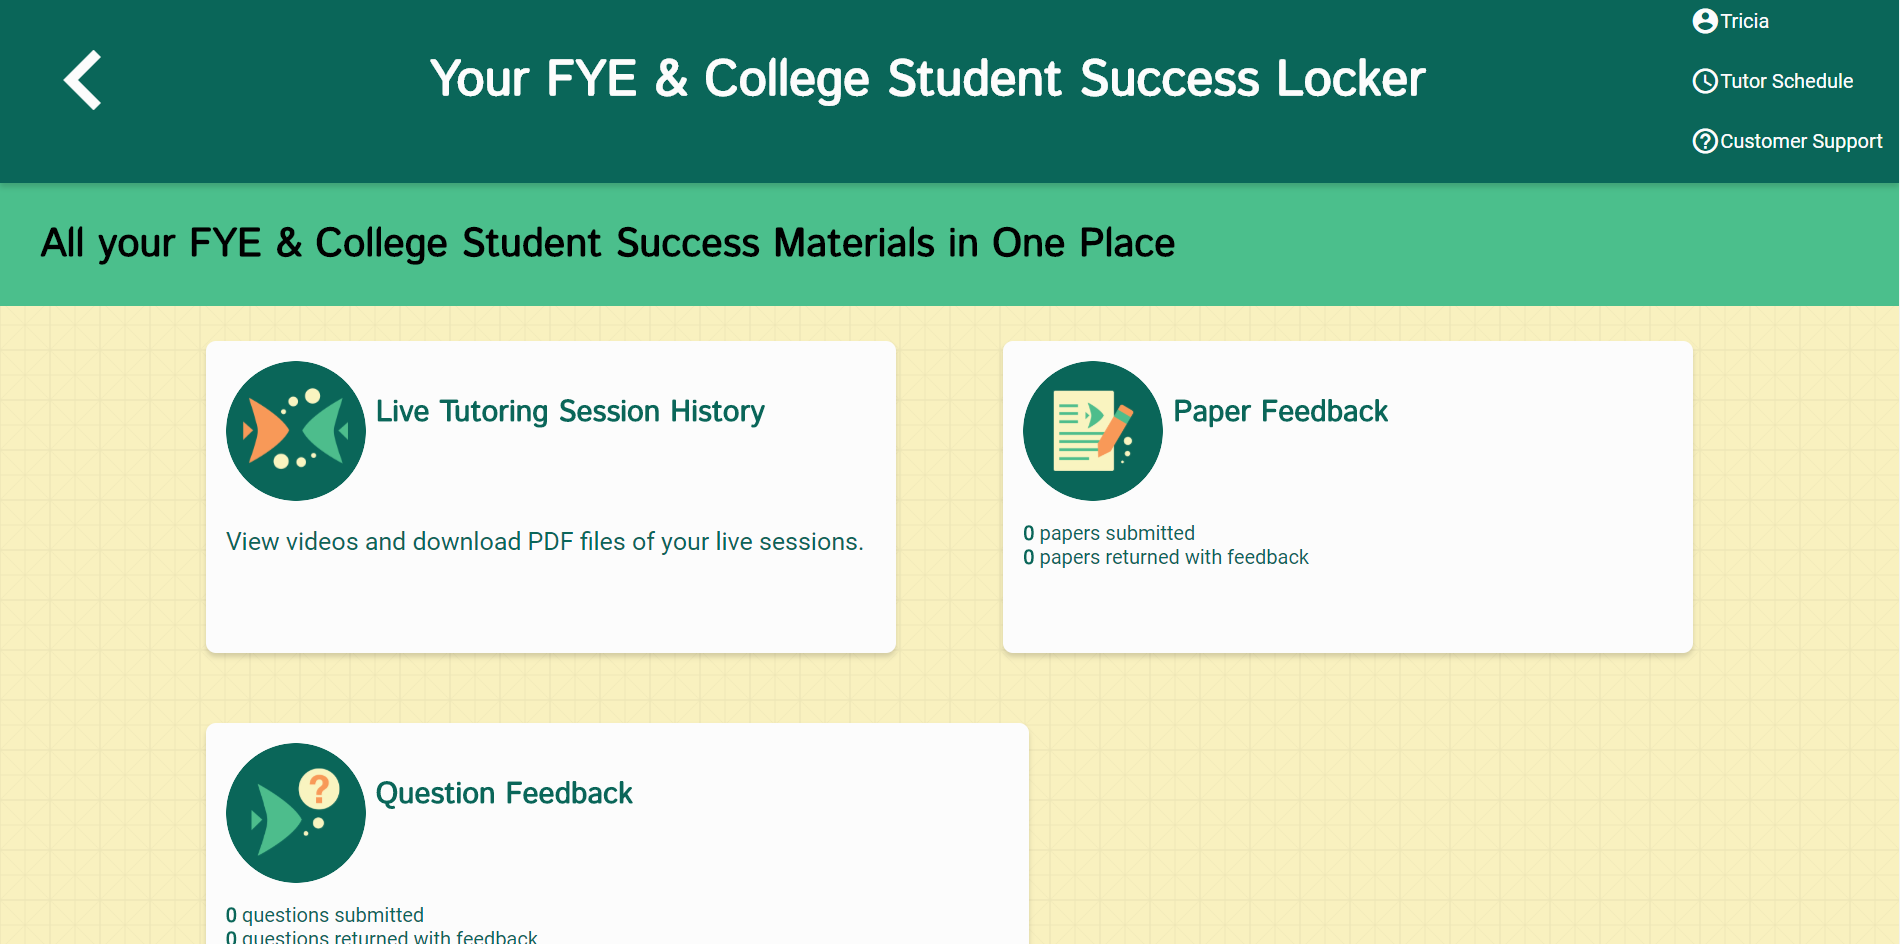 Your FYE & College Student Success Locker
Tricia
Tutor Schedule
Customer Support
All your FYE & College Student Success Materials in One Place
Live Tutoring Session History
View videos and download PDF files of your live sessions.
Paper Feedback
0 papers submitted
0 papers returned with feedback
?
Question Feedback
0 questions submitted
0 questions returned with feedback